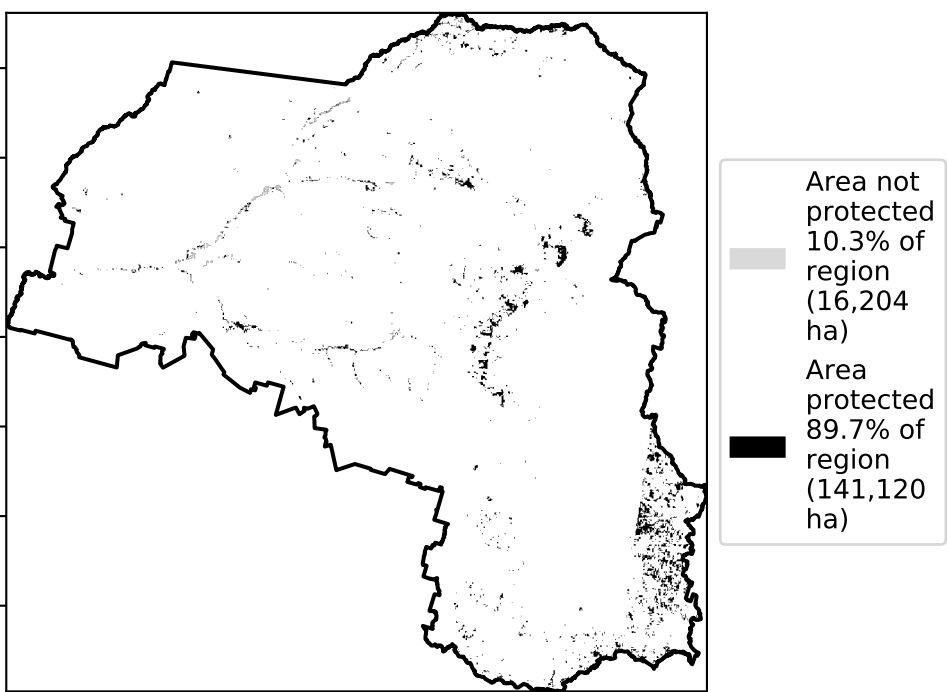 Area not
protected
10.3% of
region
(16,204
ha)
Area
protected
89.7% of
region
(141,120
ha)